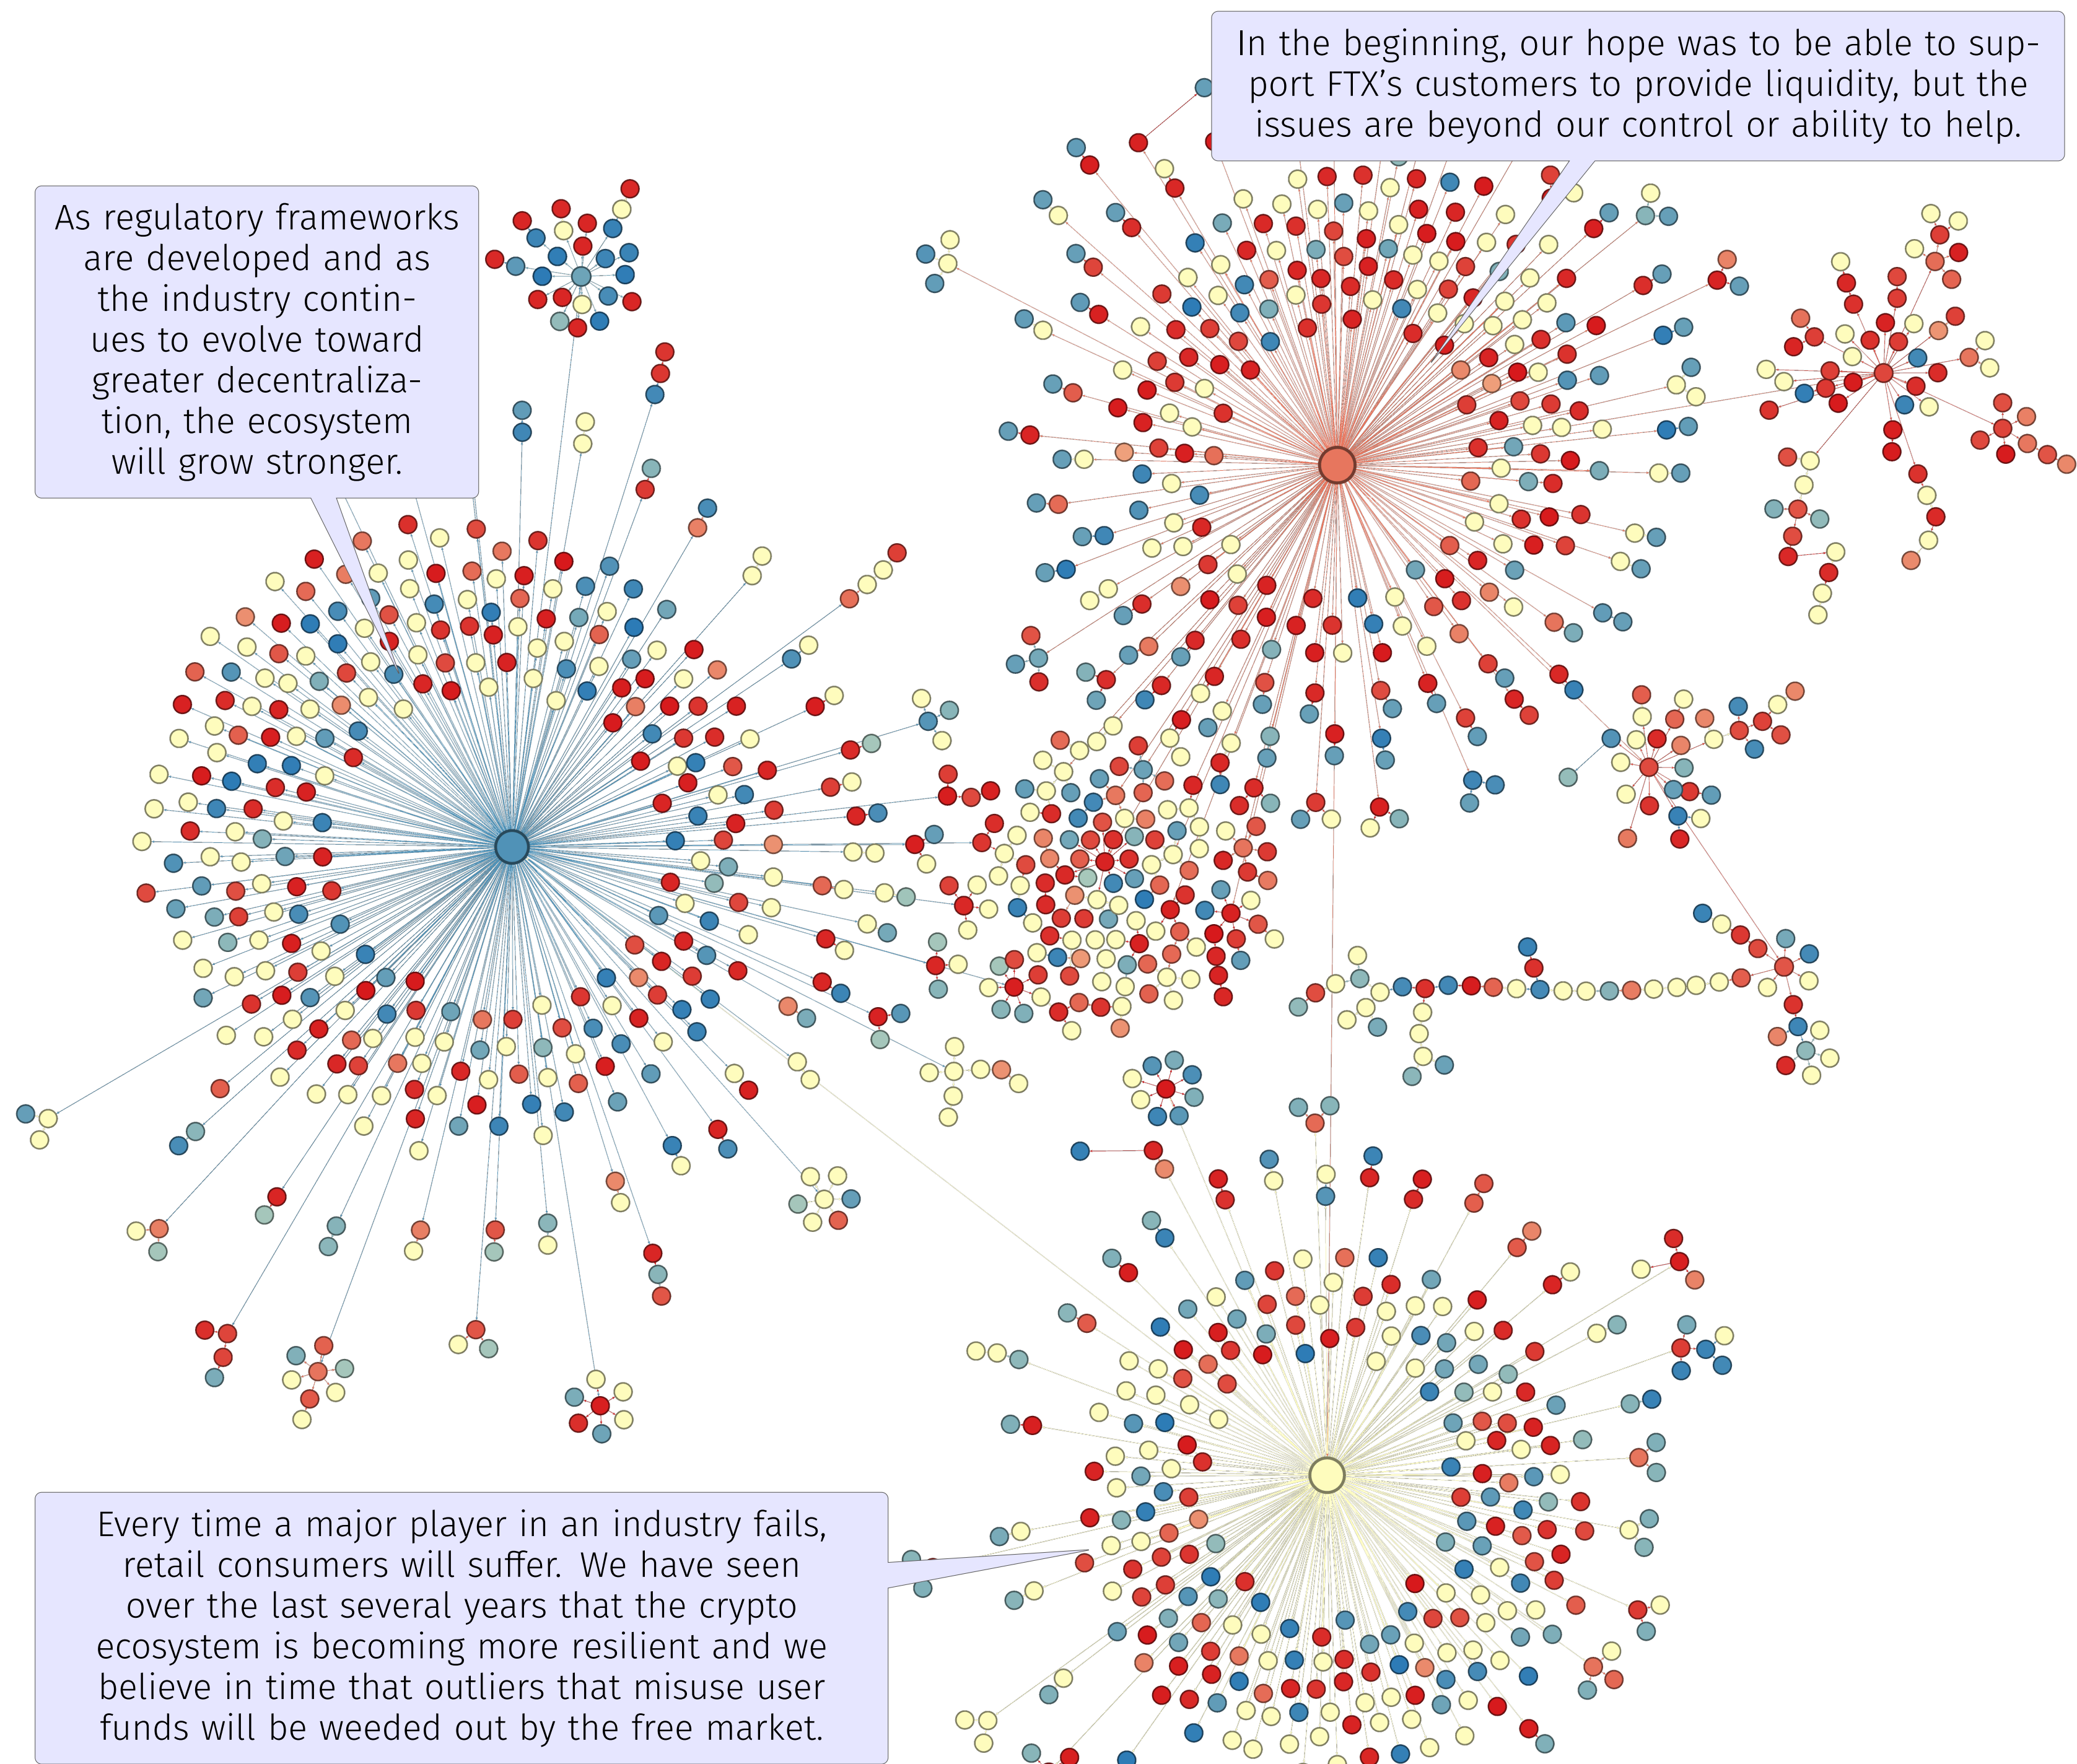 In the beginning, our hope was to be able to sup-
port FTX’s customers to provide liquidity, but the
issues are beyond our control or ability to help.
As regulatory frameworks
are developed and as
the industry contin-
ues to evolve toward
greater decentraliza-
tion, the ecosystem
will grow stronger.
Every time a major player in an industry fails,
retail consumers will suffer. We have seen
over the last several years that the crypto
ecosystem is becoming more resilient and we
believe in time that outliers that misuse user
funds will be weeded out by the free market.